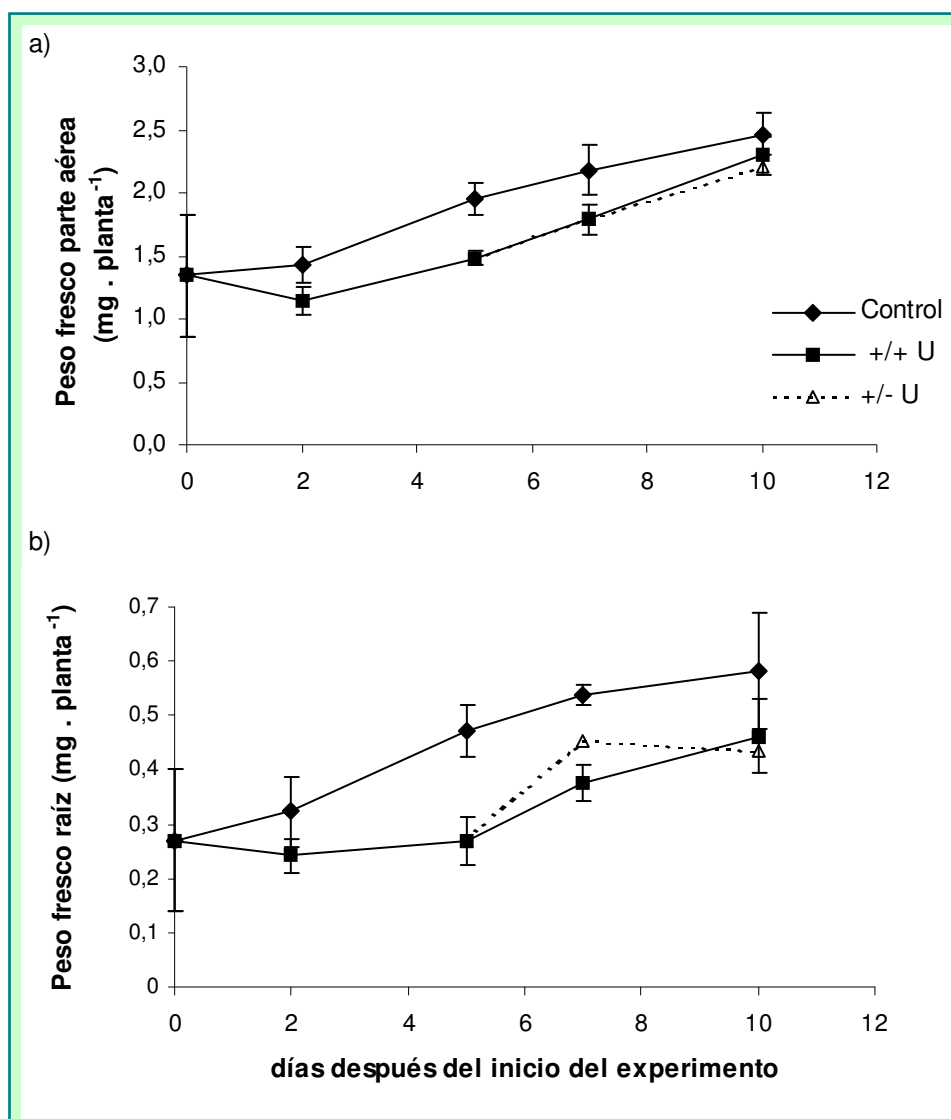 a)
Peso fresco parte aérea
(mg . planta⁻¹)
3,0
2,5
2,0
1,5
1,0
0,5
0,0
0 2 4 6 8 10 12
Control
+/+ U
+/- U
b)
Peso fresco raíz (mg . planta⁻¹)
0,7
0,6
0,5
0,4
0,3
0,2
0,1
0
0 2 4 6 8 10 12
días después del inicio del experimento